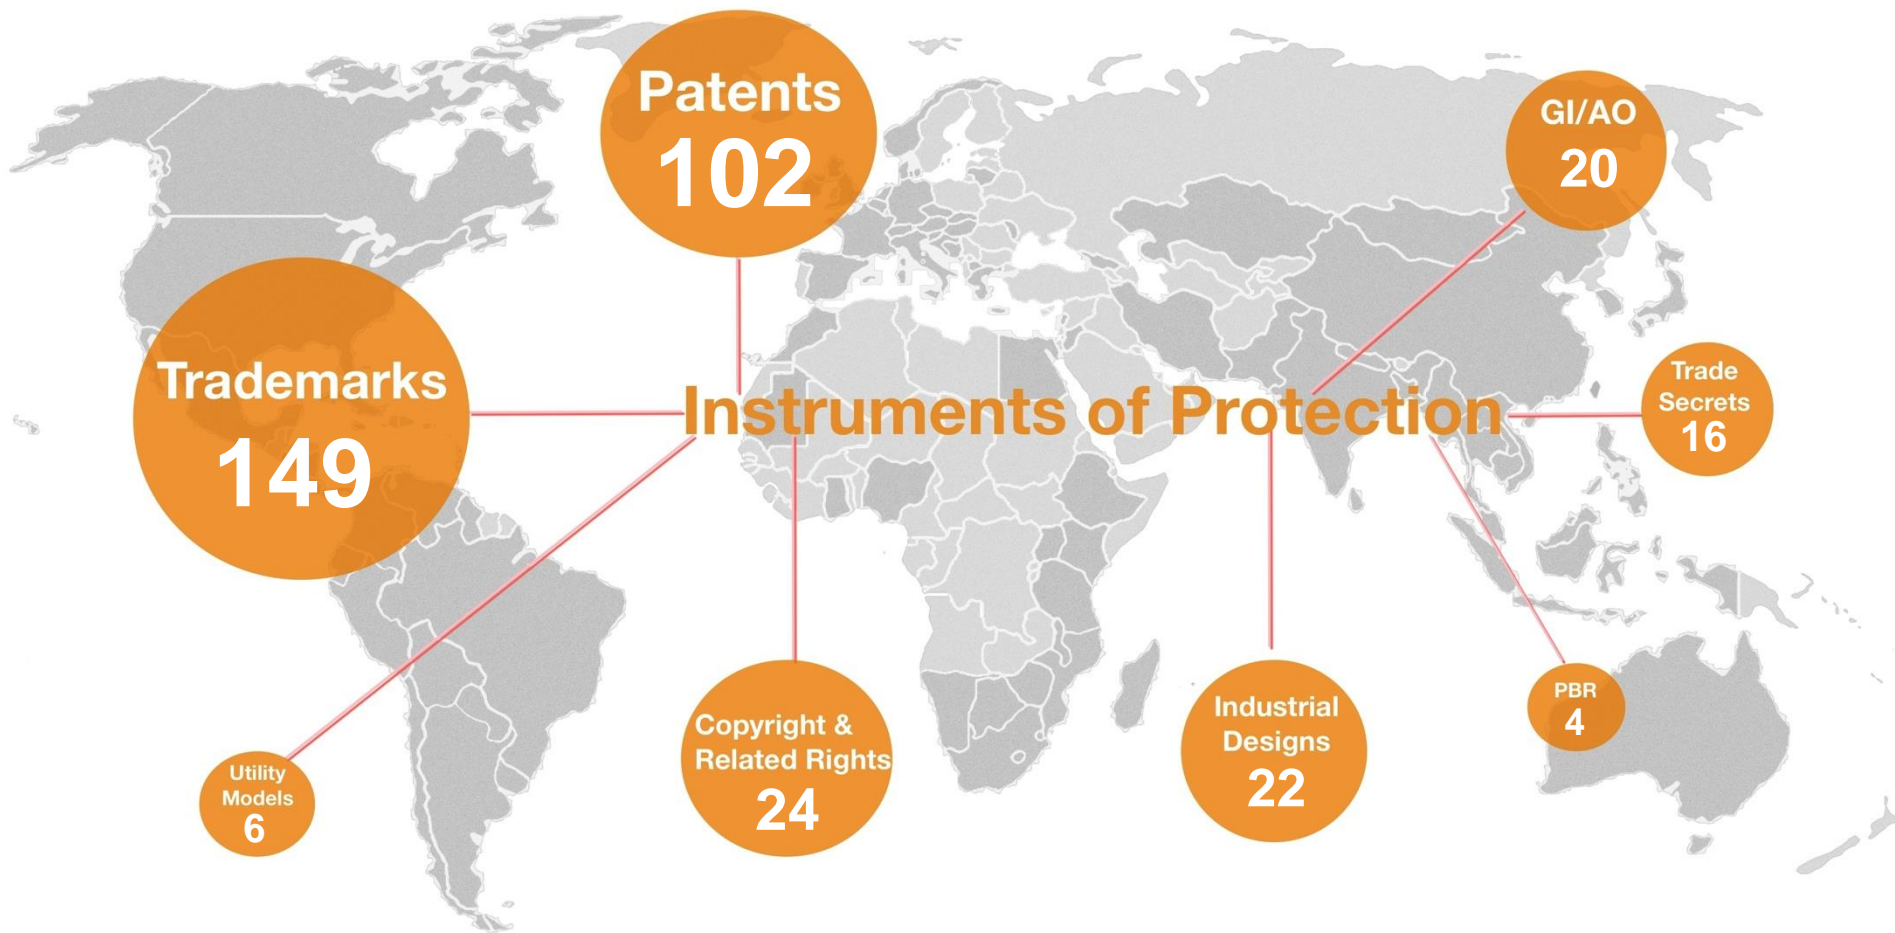 Patents
102
GI/AO
20
Trademarks
149
Instruments of Protection
Trade
Secrets
16
Utility
Models
6
Copyright &
Related Rights
24
Industrial
Designs
22
PBR
4